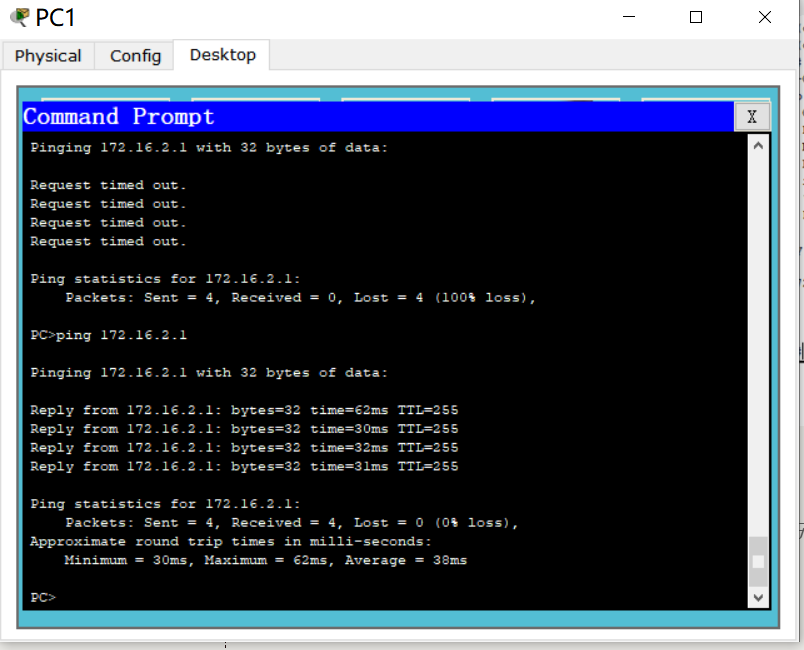 PC1
Physical Config Desktop
Command Prompt X
Pinging 172.16.2.1 with 32 bytes of data:
Request timed out.
Request timed out.
Request timed out.
Request timed out.
Ping statistics for 172.16.2.1:
Packets: Sent = 4, Received = 0, Lost = 4 (100% loss),
PC>ping 172.16.2.1
Pinging 172.16.2.1 with 32 bytes of data:
Reply from 172.16.2.1: bytes=32 time=62ms TTL=255
Reply from 172.16.2.1: bytes=32 time=30ms TTL=255
Reply from 172.16.2.1: bytes=32 time=32ms TTL=255
Reply from 172.16.2.1: bytes=32 time=31ms TTL=255
Ping statistics for 172.16.2.1:
Packets: Sent = 4, Received = 4, Lost = 0 (0% loss),
Approximate round trip times in milli-seconds:
Minimum = 30ms, Maximum = 62ms, Average = 38ms
PC>